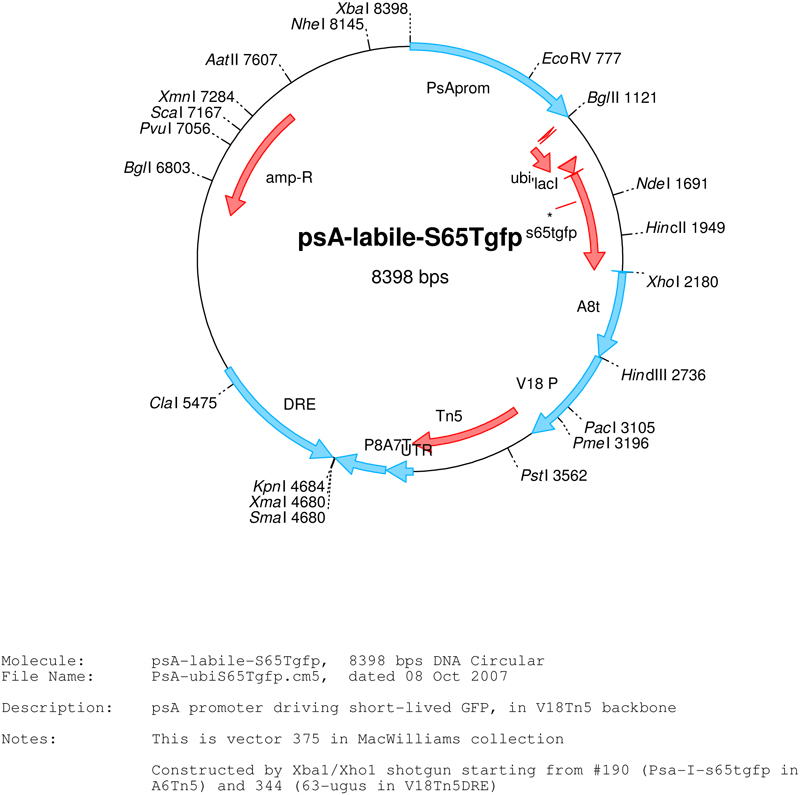 XbaI 8398
NheI 8145
AatII 7607
EcoRV 777
PsAprom
XmnI 7284
BglII 1121
ScaI 7167
PvuI 7056
BglI 6803
amp-R
ubi
'lacI
NdeI 1691
*
s65tgfp
HincII 1949
psA-labile-S65Tgfp
8398 bps
XhoI 2180
A8t
HindIII 2736
V18 P
ClaI 5475
DRE
Tn5
PacI 3105
PmeI 3196
P8A7T
UTR
PstI 3562
KpnI 4684
XmaI 4680
SmaI 4680
Molecule: psA-labile-S65Tgfp, 8398 bps DNA Circular
File Name: PsA-ubiS65Tgfp.cm5, dated 08 Oct 2007
Description: psA promoter driving short-lived GFP, in V18Tn5 backbone
Notes: This is vector 375 in MacWilliams collection
Constructed by Xba1/Xho1 shotgun starting from #190 (Psa-I-s65tgfp in
A6Tn5) and 344 (63-ugus in V18Tn5DRE)